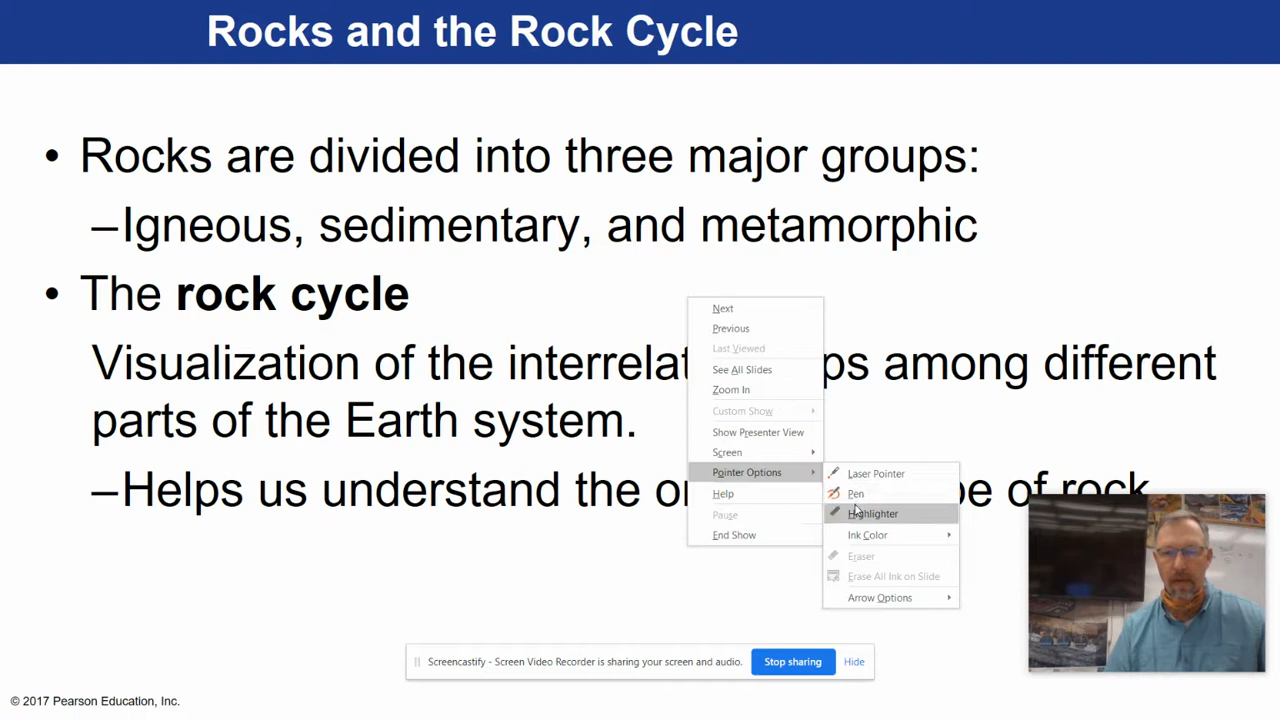 Rocks and the Rock Cycle
• Rocks are divided into three major groups:
–Igneous, sedimentary, and metamorphic
• The rock cycle
Visualization of the interrelat ps among different
parts of the Earth system.
–Helps us understand the or pe of rock
Next
Previous
Last Viewed
See All Slides
Zoom In
Custom Show
Show Presenter View
Screen
Pointer Options
Help
Pause
End Show
Laser Pointer
Pen
Highlighter
Ink Color
Eraser
Erase All Ink on Slide
Arrow Options
Screencastify - Screen Video Recorder is sharing your screen and audio.
Stop sharing
Hide
© 2017 Pearson Education, Inc.